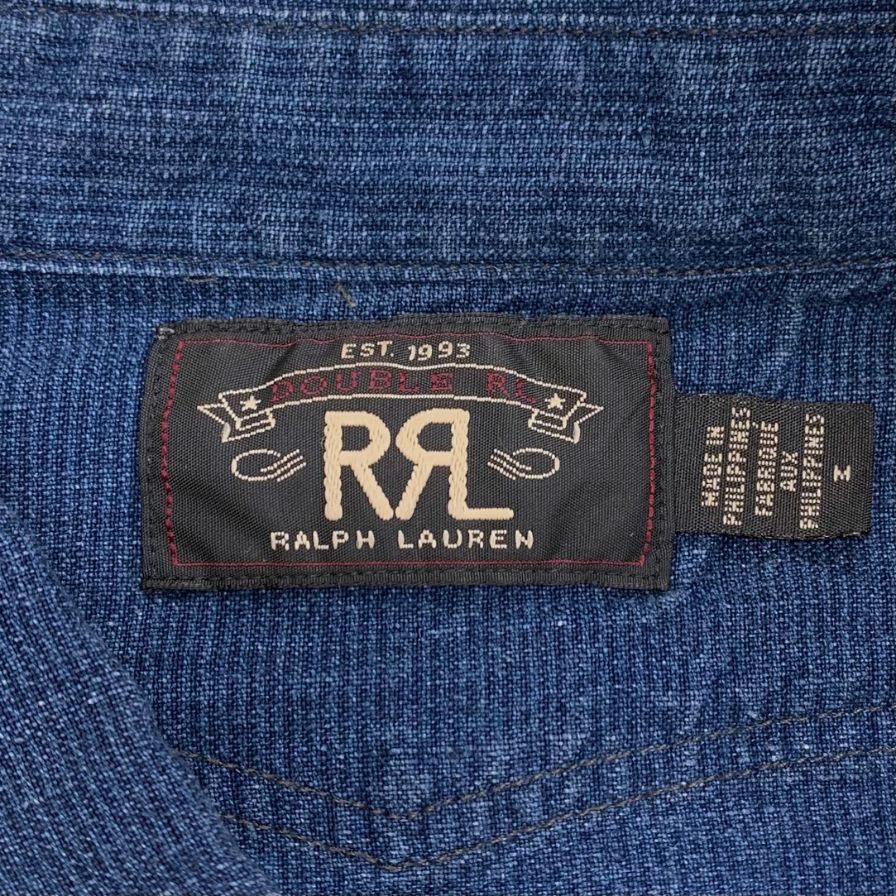 EST. 1993
DOUBLE RL
RRL
RALPH LAUREN
MADE IN
PHILIPPINES
FABRIQUE
AUX
PHILIPPINES
M